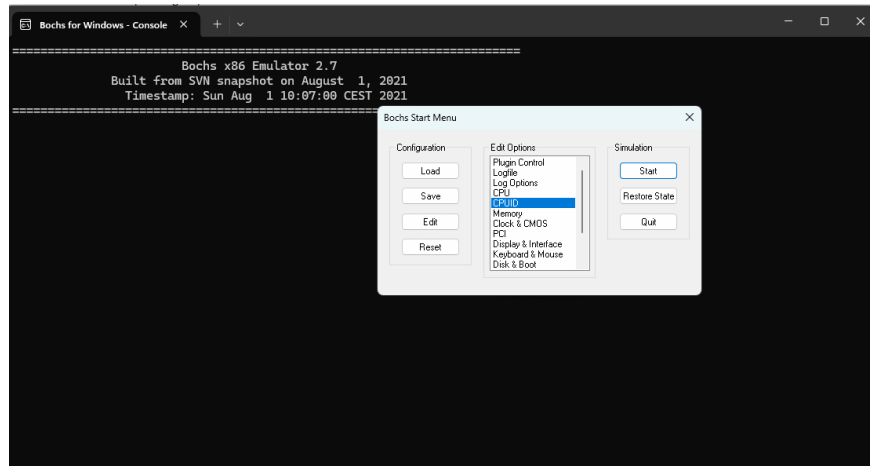 Bochs for Windows - Console
=======================================================================
Bochs x86 Emulator 2.7
Built from SVN snapshot on August  1, 2021
Timestamp: Sun Aug  1 10:07:00 CEST 2021
=======================================================================
Bochs Start Menu
Configuration
Load
Save
Edit
Reset
Edit Options
Plugin Control
Logfile
Log Options
CPU
CPUID
Memory
Clock & CMOS
PCI
Display & Interface
Keyboard & Mouse
Disk & Boot
Simulation
Start
Restore State
Quit